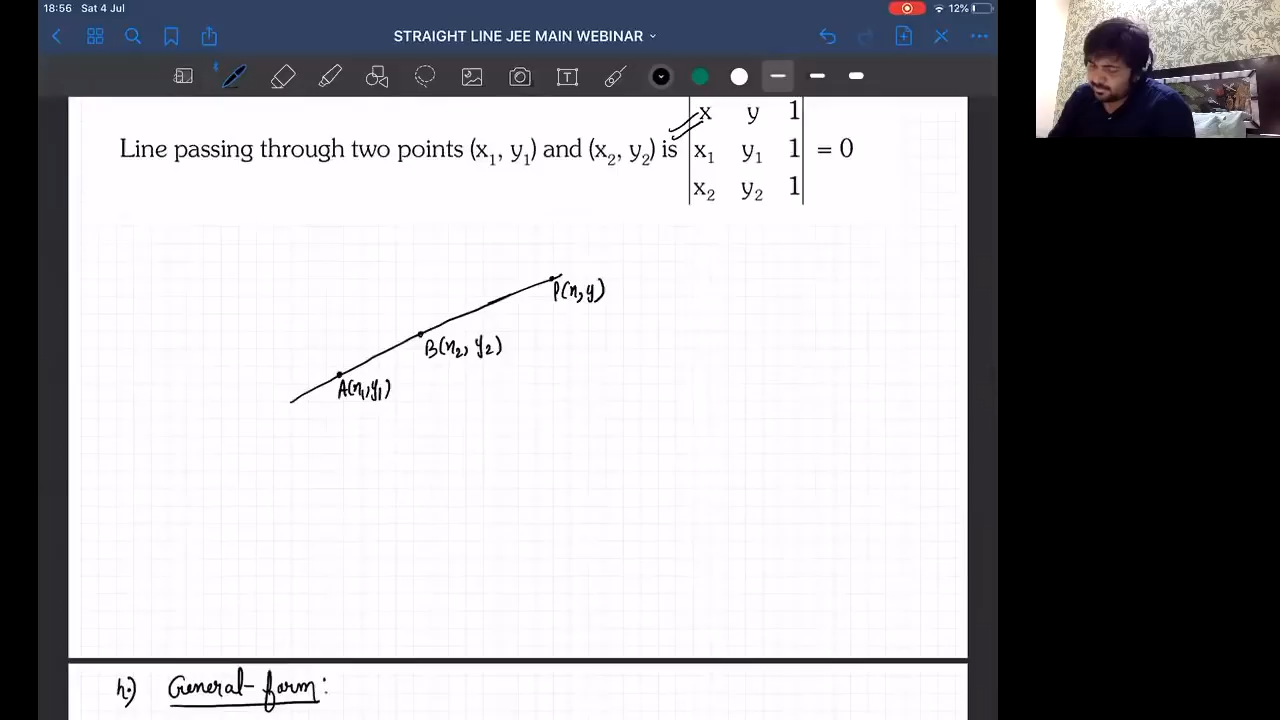 18:56 Sat 4 Jul
12%
STRAIGHT LINE JEE MAIN WEBINAR
Line passing through two points (x₁, y₁) and (x₂, y₂) is | x y 1 |
| x₁ y₁ 1 | = 0
| x₂ y₂ 1 |
P(x, y)
B(x₂, y₂)
A(x₁, y₁)
h.) General form: